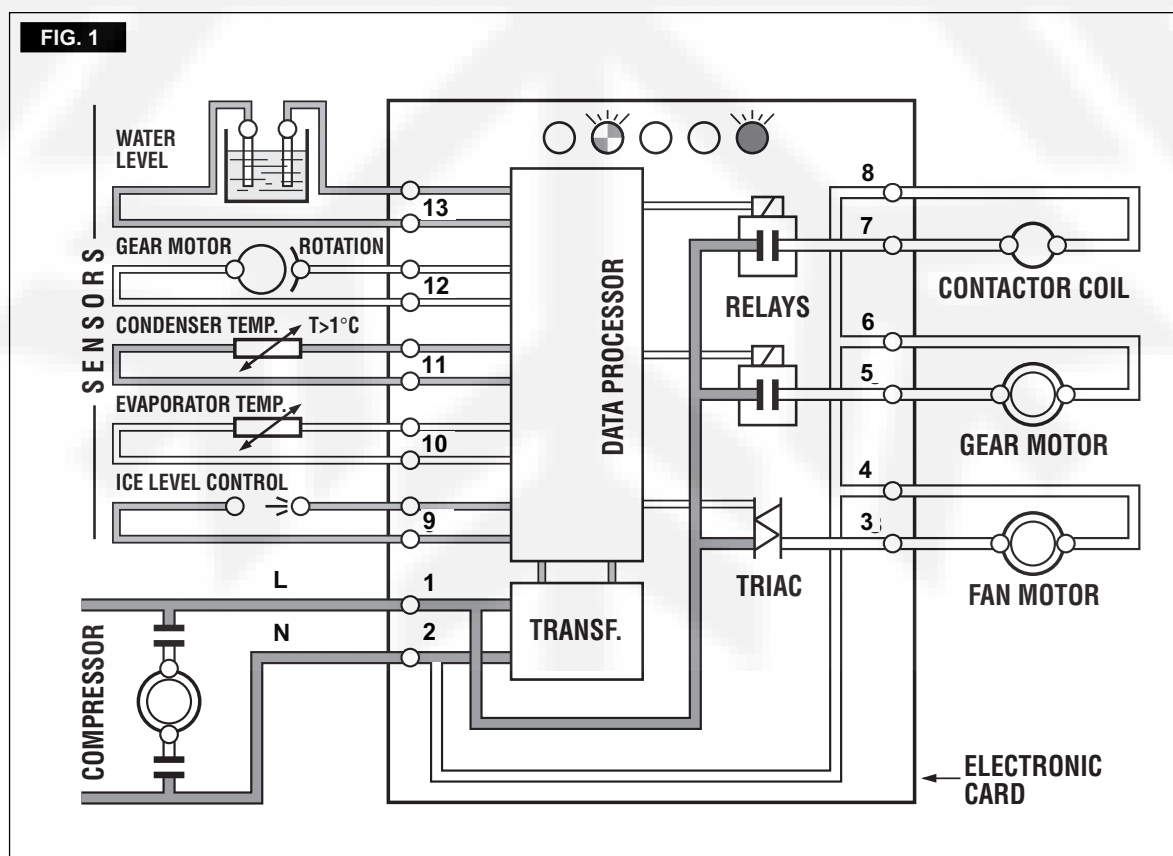 FIG. 1
WATER
LEVEL
13
GEAR MOTOR ROTATION
12
CONDENSER TEMP. T>1°C
11
EVAPORATOR TEMP.
10
ICE LEVEL CONTROL
9
SENSORS
L 1
N 2
COMPRESSOR
DATA PROCESSOR
TRANSF.
RELAYS
TRIAC
8
7
CONTACTOR COIL
6
5
GEAR MOTOR
4
3
FAN MOTOR
ELECTRONIC
CARD